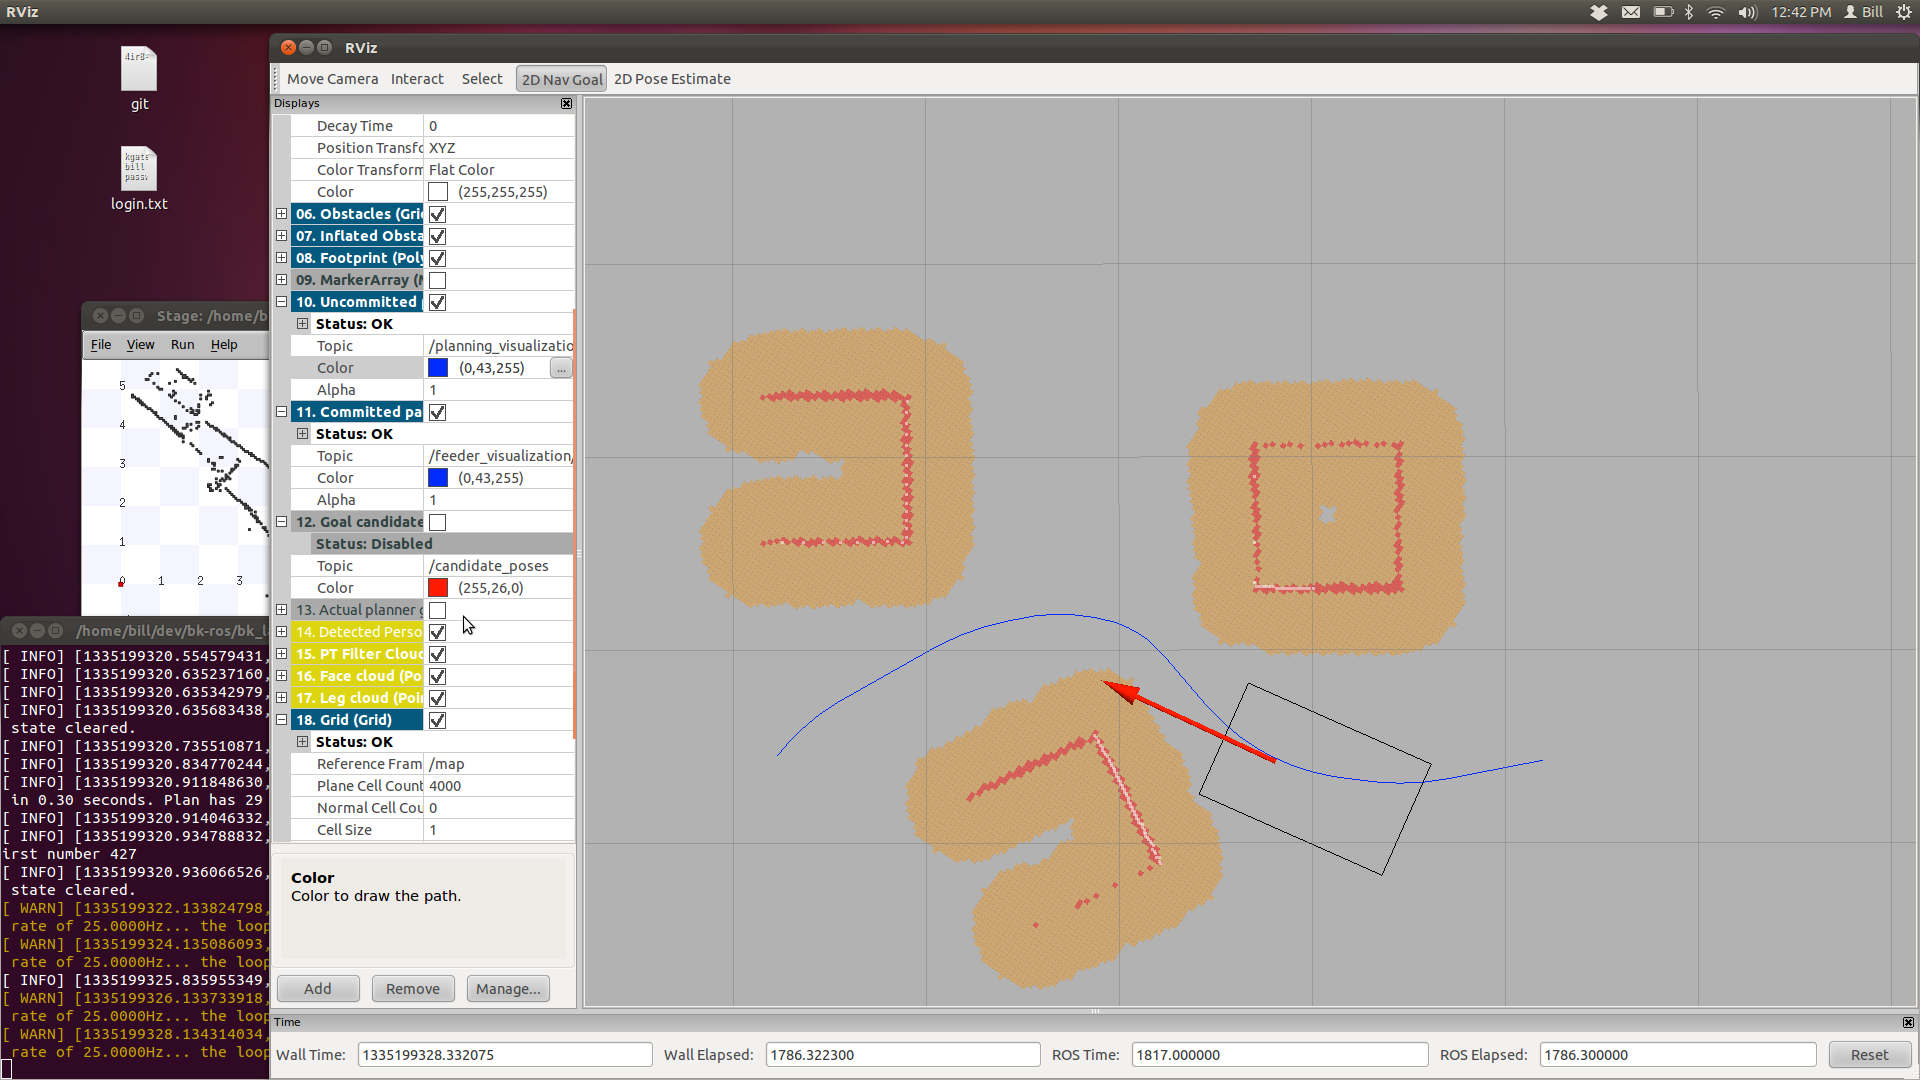 RViz
12:42 PM
Bill
git
login.txt
RViz
Move Camera
Interact
Select
2D Nav Goal
2D Pose Estimate
Displays
Decay Time 0
Position Transfo XYZ
Color Transform Flat Color
Color (255,255,255)
06. Obstacles (Gri
07. Inflated Obsta
08. Footprint (Poly
09. MarkerArray (
10. Uncommitted
Status: OK
Topic /planning_visualizatio
Color (0,43,255) ...
Alpha 1
11. Committed pa
Status: OK
Topic /feeder_visualization/
Color (0,43,255)
Alpha 1
12. Goal candidate
Status: Disabled
Topic /candidate_poses
Color (255,26,0)
13. Actual planner
14. Detected Perso
15. PT Filter Cloud
16. Face cloud (Po
17. Leg cloud (Poi
18. Grid (Grid)
Status: OK
Reference Fram /map
Plane Cell Count 4000
Normal Cell Cou 0
Cell Size 1
Color
Color to draw the path.
Add
Remove
Manage...
Stage: /home/b
File View Run Help
5
4
3
2
1
0 1 2 3
/home/bill/dev/bk-ros/bk_l
[ INFO] [1335199320.554579431,
[ INFO] [1335199320.635237160,
[ INFO] [1335199320.635342979,
[ INFO] [1335199320.635683438,
state cleared.
[ INFO] [1335199320.735510871,
[ INFO] [1335199320.834770244,
[ INFO] [1335199320.911848630,
in 0.30 seconds. Plan has 29
[ INFO] [1335199320.914046332,
[ INFO] [1335199320.934788832,
irst number 427
[ INFO] [1335199320.936066526,
state cleared.
[ WARN] [1335199322.133824798,
rate of 25.0000Hz... the loop
[ WARN] [1335199324.135086093,
rate of 25.0000Hz... the loop
[ INFO] [1335199325.835955349,
[ WARN] [1335199326.133733918,
rate of 25.0000Hz... the loop
[ WARN] [1335199328.134314034,
rate of 25.0000Hz... the loop
Time
Wall Time: 1335199328.332075
Wall Elapsed: 1786.322300
ROS Time: 1817.000000
ROS Elapsed: 1786.300000
Reset